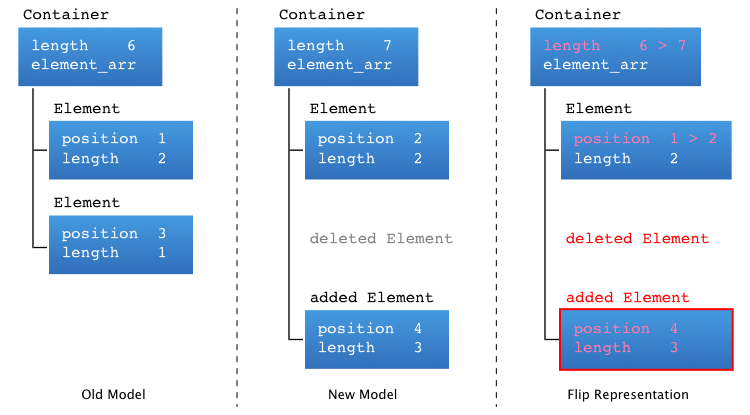 Container
length 6
element_arr
Element
position 1
length 2
Element
position 3
length 1
Old Model
Container
length 7
element_arr
Element
position 2
length 2
deleted Element
added Element
position 4
length 3
New Model
Container
length 6 > 7
element_arr
Element
position 1 > 2
length 2
deleted Element
added Element
position 4
length 3
Flip Representation